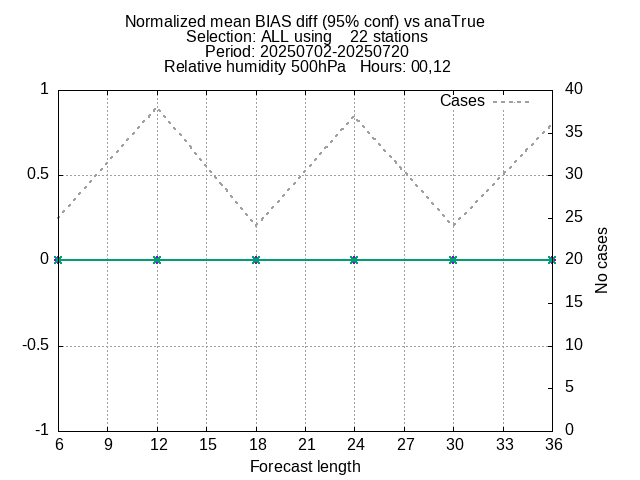 Normalized mean BIAS diff (95% conf) vs anaTrue
Selection: ALL using    22 stations
Period: 20250702-20250720
Relative humidity 500hPa   Hours: 00,12
Cases
1
0.5
0
-0.5
-1
40
35
30
25
20
15
10
5
0
No cases
6 9 12 15 18 21 24 27 30 33 36
Forecast length